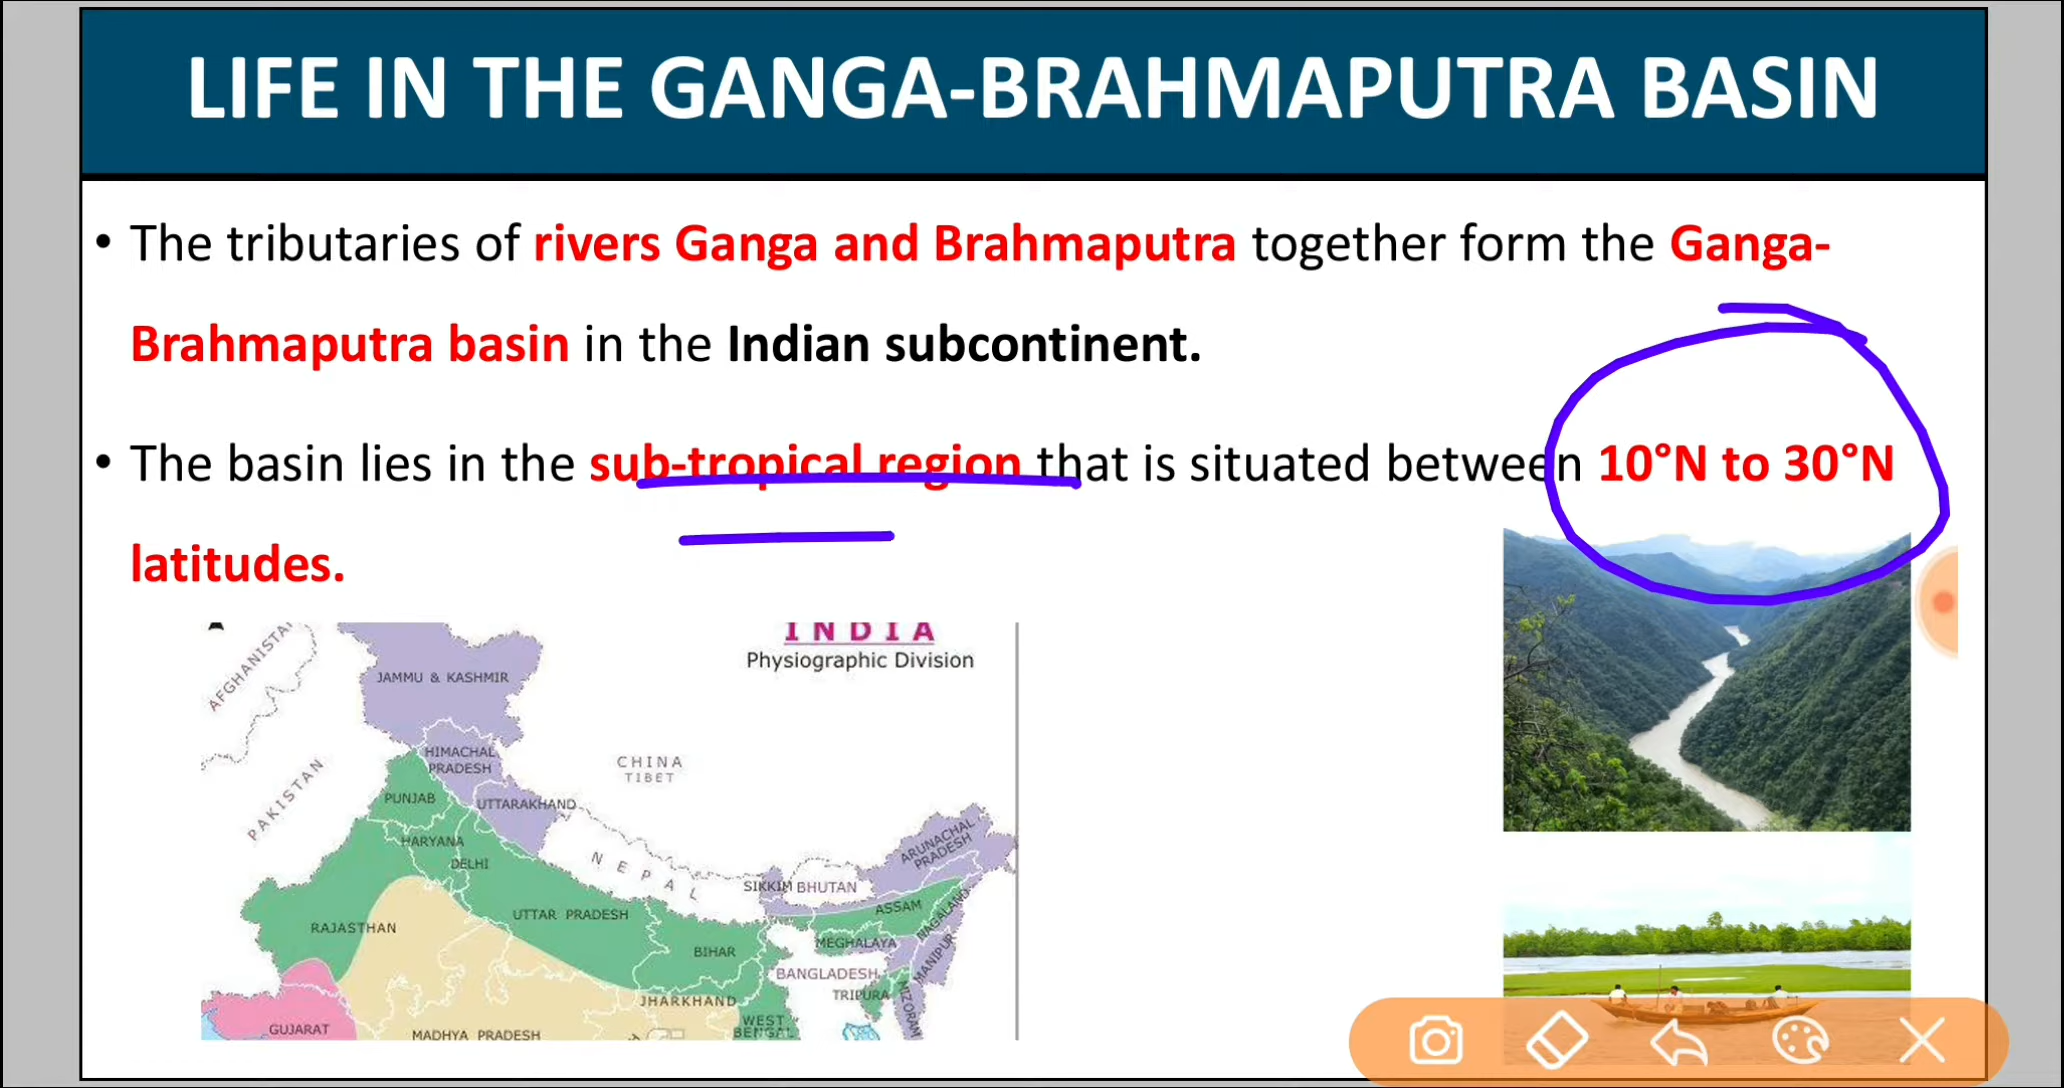 LIFE IN THE GANGA-BRAHMAPUTRA BASIN
• The tributaries of rivers Ganga and Brahmaputra together form the Ganga-
Brahmaputra basin in the Indian subcontinent.
• The basin lies in the sub-tropical region that is situated between 10°N to 30°N
latitudes.
INDIA
Physiographic Division
AFGHANISTA
JAMMU & KASHMIR
HIMACHAL
PRADESH
CHINA
TIBET
PAKISTAN
PUNJAB
UTTARAKHAND
HARYANA
DELHI
NEPAL
ARUNACHAL
PRADESH
SIKKIM
BHUTAN
ASSAM
NAGALAND
UTTAR PRADESH
RAJASTHAN
BIHAR
MEGHALAYA
MANIPUR
BANGLADESH
TRIPURA
MIZORAM
JHARKHAND
WEST
BENGAL
GUJARAT
MADHYA PRADESH